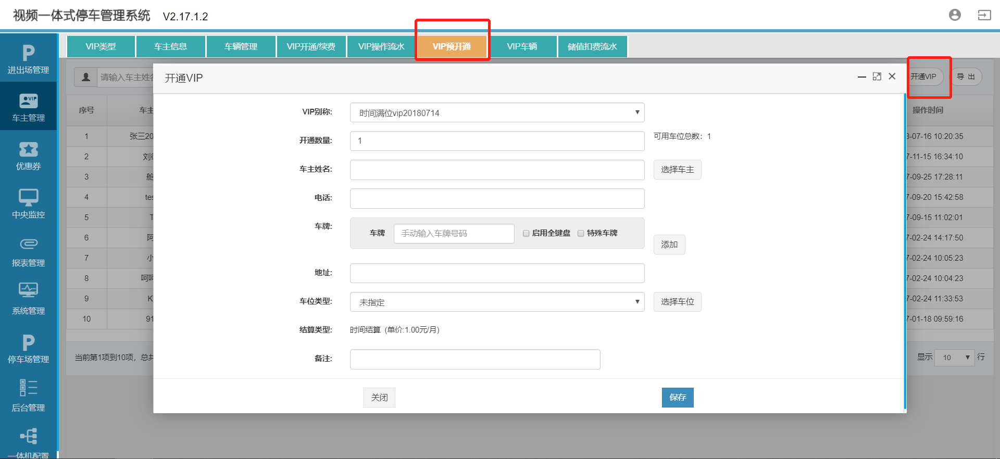 视频一体式停车管理系统 V2.17.1.2
VIP类型 车主信息 车辆管理 VIP开通/续费 VIP操作流水 VIP预开通 VIP车辆 储值扣费流水
进出场管理
VIP
车主管理
优惠券
中央监控
报表管理
系统管理
停车场管理
后台管理
一体机配置
请输入车主姓名
开通VIP 导 出
序号 车主 操作时间
1 张三20 8-07-16 10:20:35
2 刘 7-11-15 16:34:10
3 舱 7-09-25 17:28:11
4 tes 7-09-20 15:42:58
5 T 7-09-15 11:02:01
6 阿 7-02-24 14:17:50
7 小 7-02-24 10:05:23
8 呵呵 7-02-24 10:04:23
9 K 7-02-24 11:33:53
10 91 7-01-18 09:59:16
当前第1项到10项，总共
显示 10 行
开通VIP
VIP别称: 时间满位vip20180714
开通数量: 1 可用车位总数：1
车主姓名: 选择车主
电话:
车牌: 车牌 手动输入车牌号码 启用全键盘 特殊车牌 添加
地址:
车位类型: 未指定 选择车位
结算类型: 时间结算 (单价:1.00元/月)
备注:
关闭 保存